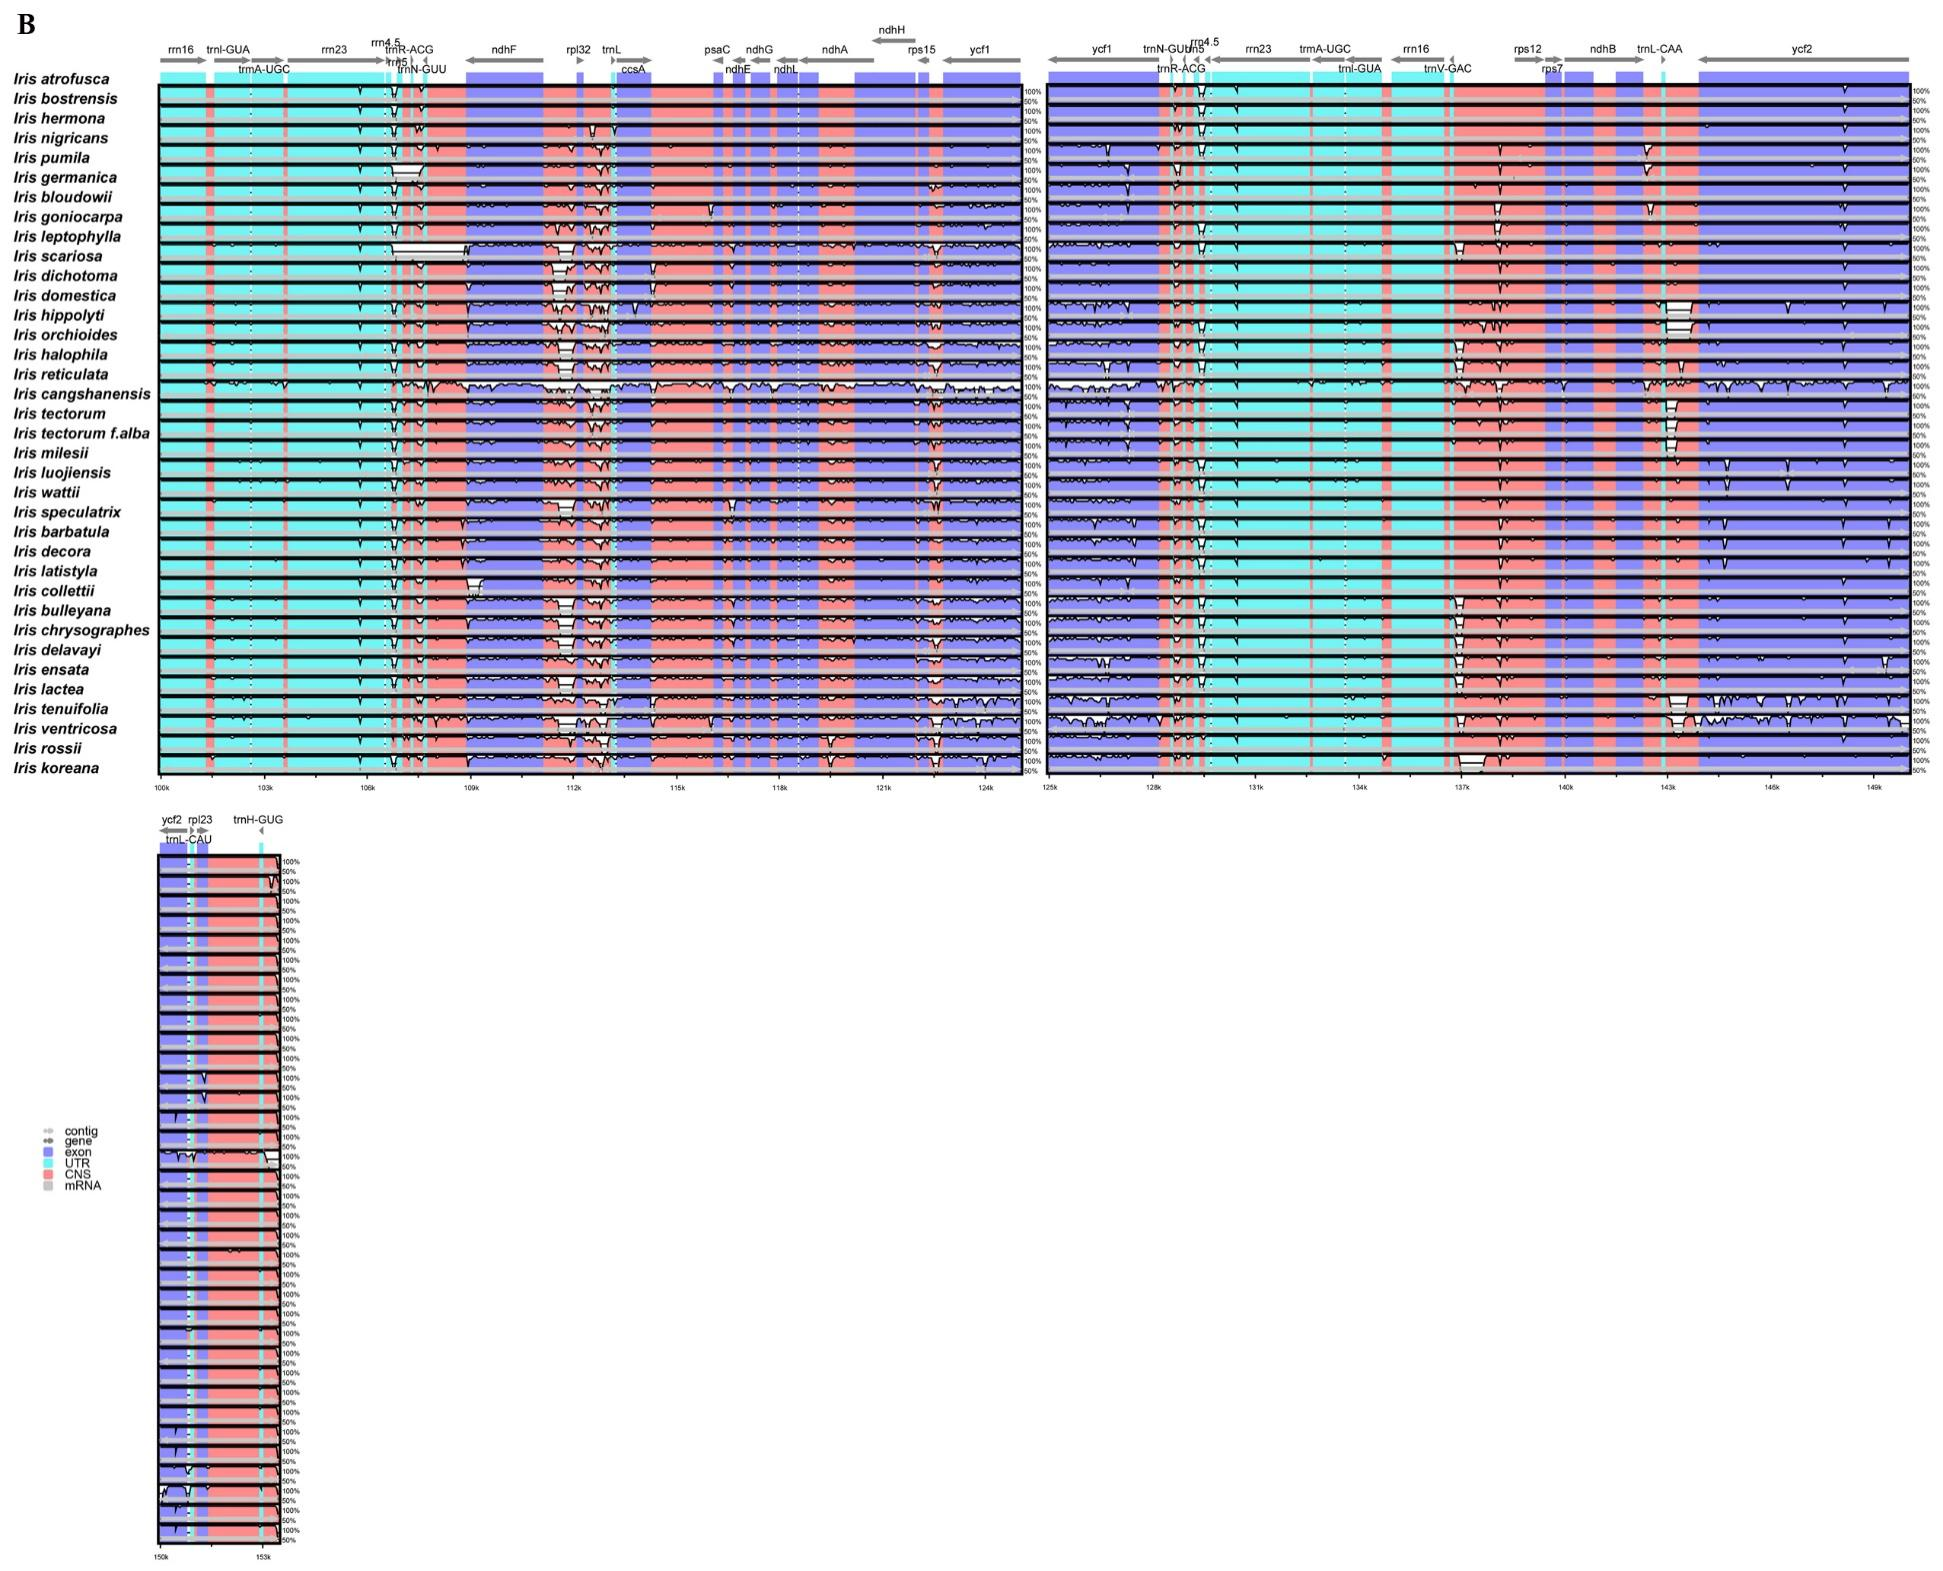 B
ndhH
rrn16 trnI-GUA rrn23 rrn4.5 trnR-ACG ndhF rpl32 trnL psaC ndhG ndhA rps15 ycf1
trmA-UGC rrn5 trnN-GUU ccsA ndhE ndhL
ycf1 trnN-GUU rrn5 rrn4.5 rrn23 trmA-UGC rrn16 rps12 ndhB trnL-CAA ycf2
trnR-ACG trnI-GUA trnV-GAC rps7
Iris atrofusca
Iris bostrensis
Iris hermona
Iris nigricans
Iris pumila
Iris germanica
Iris bloudowii
Iris goniocarpa
Iris leptophylla
Iris scariosa
Iris dichotoma
Iris domestica
Iris hippolyti
Iris orchioides
Iris halophila
Iris reticulata
Iris cangshanensis
Iris tectorum
Iris tectorum f.alba
Iris milesii
Iris luojiensis
Iris wattii
Iris speculatrix
Iris barbatula
Iris decora
Iris latistyla
Iris collettii
Iris bulleyana
Iris chrysographes
Iris delavayi
Iris ensata
Iris lactea
Iris tenuifolia
Iris ventricosa
Iris rossii
Iris koreana
100%
50%
100k 103k 106k 109k 112k 115k 118k 121k 124k
125k 128k 131k 134k 137k 140k 143k 146k 149k
ycf2 rpl23 trnH-GUG
trnL-CAU
100%
50%
contig
gene
exon
UTR
CNS
mRNA
150k 153k